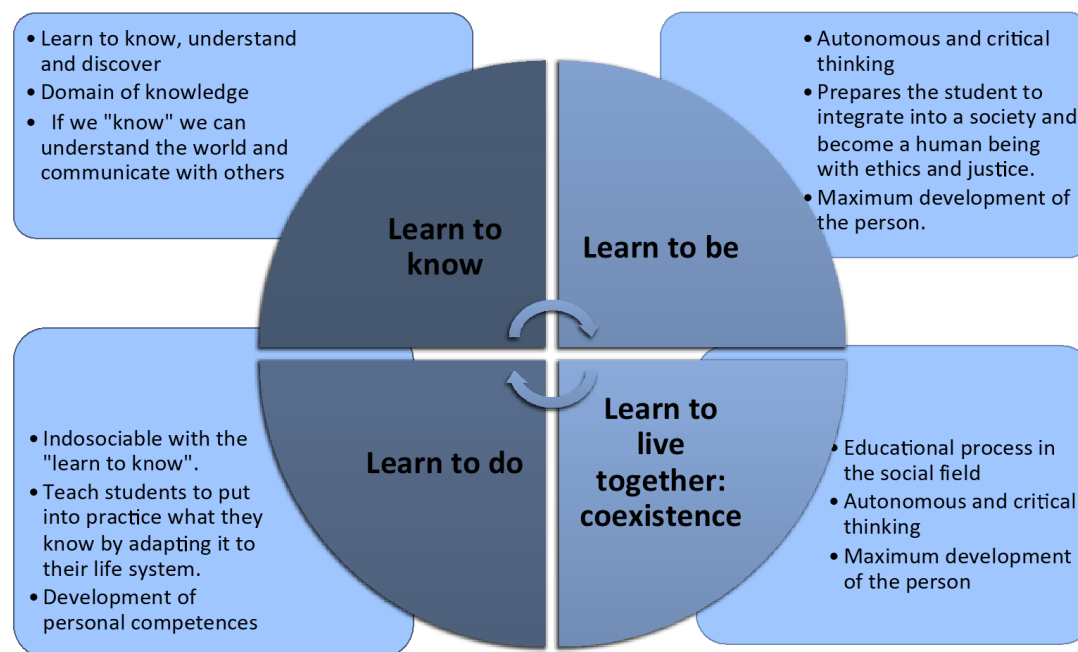 • Learn to know, understand
and discover
• Domain of knowledge
• If we "know" we can
understand the world and
communicate with others
• Autonomous and critical
thinking
• Prepares the student to
integrate into a society and
become a human being
with ethics and justice.
• Maximum development of
the person.
Learn to
know
Learn to be
Learn to do
Learn to
live
together:
coexistence
• Indosociable with the
"learn to know".
• Teach students to put
into practice what they
know by adapting it to
their life system.
• Development of
personal competences
• Educational process in
the social field
• Autonomous and critical
thinking
• Maximum development
of the person